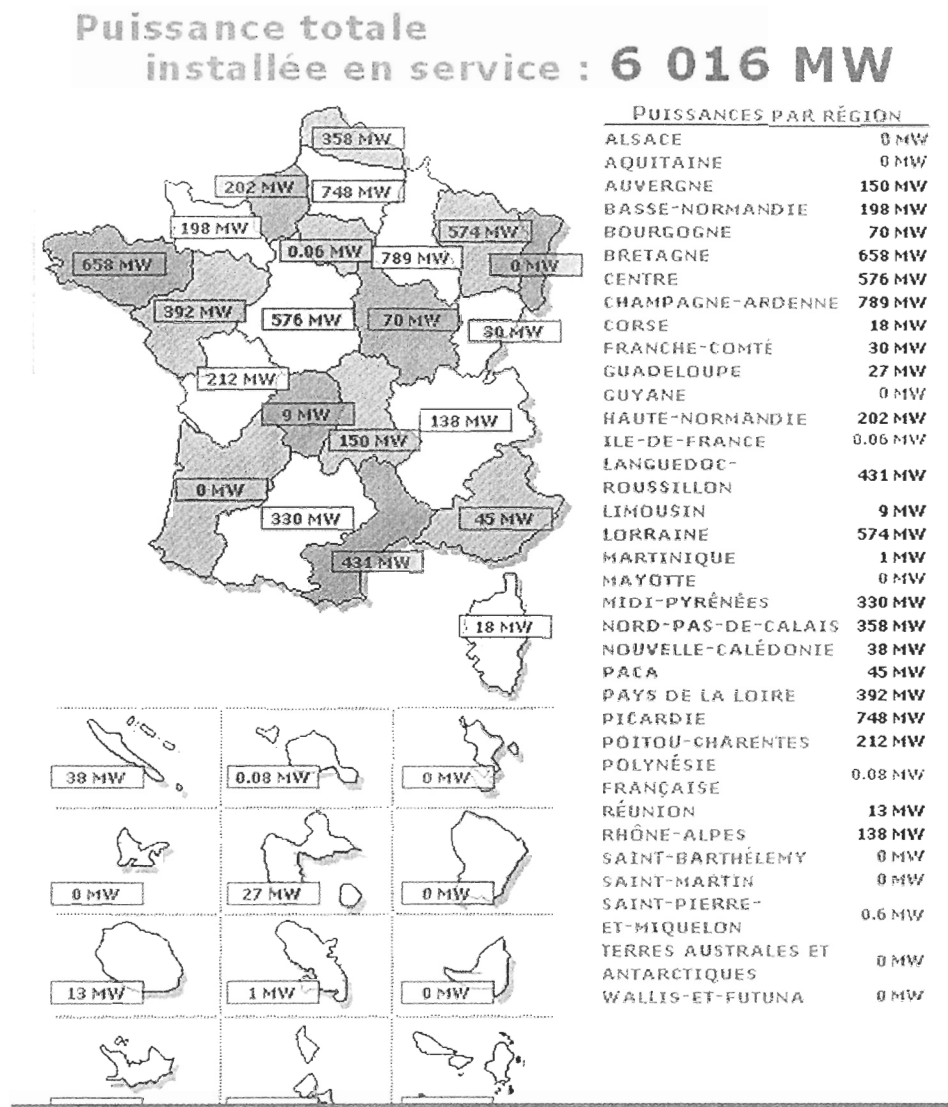 Puissance totale
installée en service : 6 016 MW
358 MW
202 MW
748 MW
198 MW
574 MW
0.06 MW
789 MW
658 MW
0 MW
392 MW
576 MW
70 MW
30 MW
212 MW
9 MW
138 MW
150 MW
0 MW
330 MW
45 MW
431 MW
18 MW
38 MW
0.08 MW
0 MW
0 MW
27 MW
0 MW
13 MW
1 MW
0 MW
PUISSANCES PAR RÉGION
ALSACE 0 MW
AQUITAINE 0 MW
AUVERGNE 150 MW
BASSE-NORMANDIE 198 MW
BOURGOGNE 70 MW
BRETAGNE 658 MW
CENTRE 576 MW
CHAMPAGNE-ARDENNE 789 MW
CORSE 18 MW
FRANCHE-COMTÉ 30 MW
GUADELOUPE 27 MW
GUYANE 0 MW
HAUTE-NORMANDIE 202 MW
ILE-DE-FRANCE 0.06 MW
LANGUEDOC-
ROUSSILLON 431 MW
LIMOUSIN 9 MW
LORRAINE 574 MW
MARTINIQUE 1 MW
MAYOTTE 0 MW
MIDI-PYRÉNÉES 330 MW
NORD-PAS-DE-CALAIS 358 MW
NOUVELLE-CALÉDONIE 38 MW
PACA 45 MW
PAYS DE LA LOIRE 392 MW
PICARDIE 748 MW
POITOU-CHARENTES 212 MW
POLYNÉSIE
FRANÇAISE 0.08 MW
RÉUNION 13 MW
RHÔNE-ALPES 138 MW
SAINT-BARTHÉLEMY 0 MW
SAINT-MARTIN 0 MW
SAINT-PIERRE-
ET-MIQUELON 0.6 MW
TERRES AUSTRALES ET
ANTARCTIQUES 0 MW
WALLIS-ET-FUTUNA 0 MW